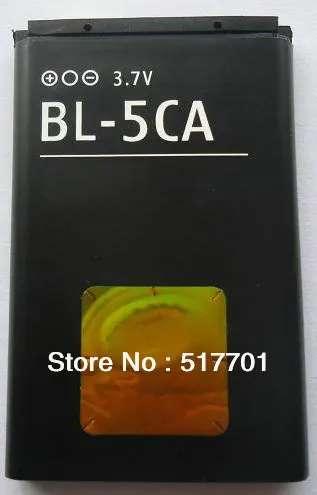 ⊕○⊖ 3.7V
BL-5CA
Store No : 517701